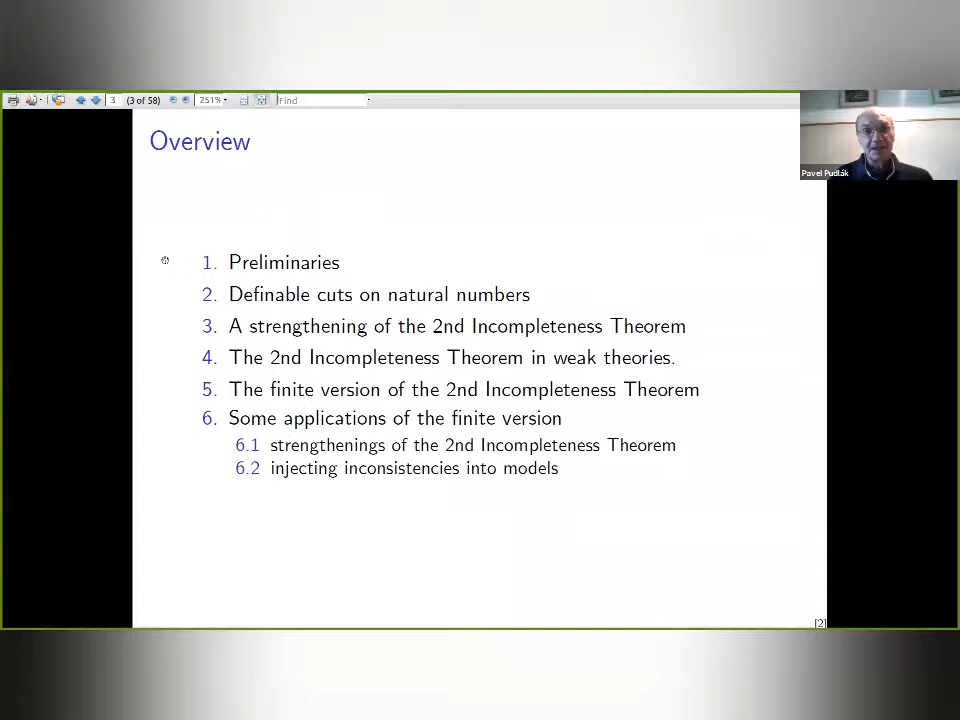 3 (3 of 58) 251% Find
Overview
Pavel Pudlák
1. Preliminaries
2. Definable cuts on natural numbers
3. A strengthening of the 2nd Incompleteness Theorem
4. The 2nd Incompleteness Theorem in weak theories.
5. The finite version of the 2nd Incompleteness Theorem
6. Some applications of the finite version
6.1 strengthenings of the 2nd Incompleteness Theorem
6.2 injecting inconsistencies into models
[2]